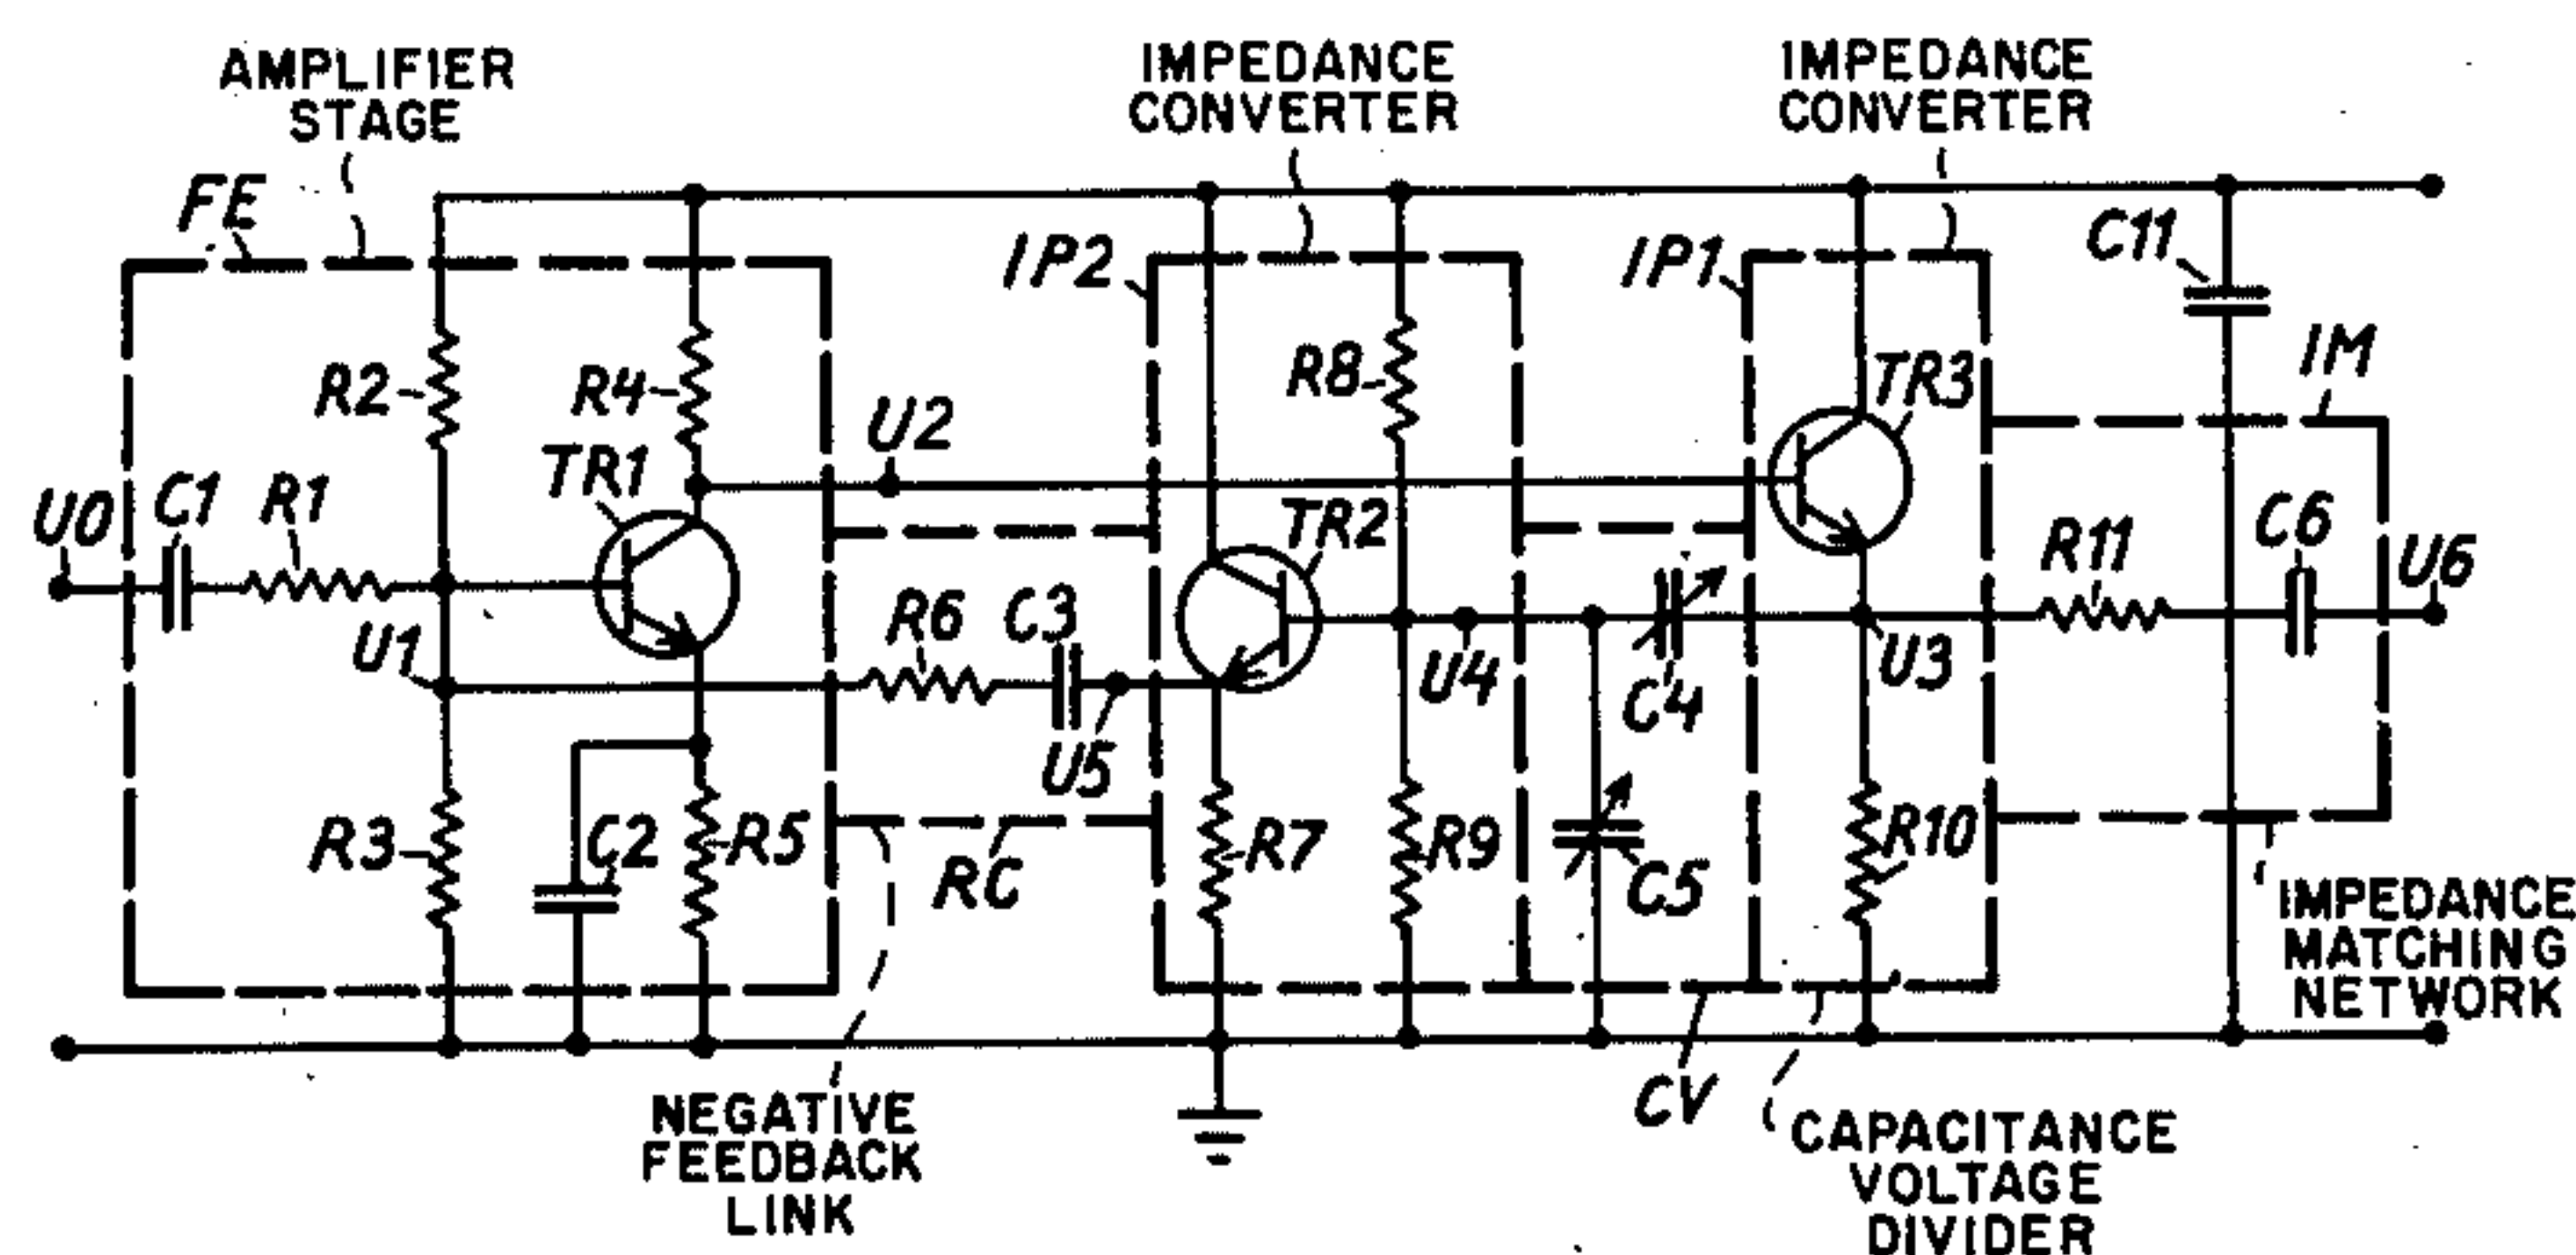 AMPLIFIER
STAGE
IMPEDANCE
CONVERTER
IMPEDANCE
CONVERTER
FE
IP2
IP1
C11
IM
R2
R4
U2
R8
TR3
U0
C1
R1
TR1
TR2
R11
C6
U6
U1
R6
C3
U4
C4
U3
U5
R3
C2
R5
RC
R7
R9
C5
R10
IMPEDANCE
MATCHING
NETWORK
CV
NEGATIVE
FEEDBACK
LINK
CAPACITANCE
VOLTAGE
DIVIDER